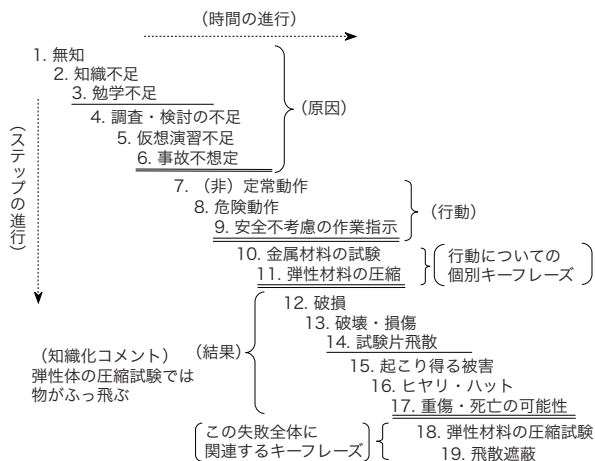 （時間の進行）
1. 無知
2. 知識不足
3. 勉学不足
4. 調査・検討の不足
5. 仮想演習不足
6. 事故不想定
（原因）
（ステップの進行）
7. （非）定常動作
8. 危険動作
9. 安全不考慮の作業指示
（行動）
10. 金属材料の試験
11. 弾性材料の圧縮
行動についての
個別キーフレーズ
12. 破損
13. 破壊・損傷
14. 試験片飛散
（結果）
15. 起こり得る被害
16. ヒヤリ・ハット
17. 重傷・死亡の可能性
（知識化コメント）
弾性体の圧縮試験では
物がふっ飛ぶ
この失敗全体に
関連するキーフレーズ
18. 弾性材料の圧縮試験
19. 飛散遮蔽